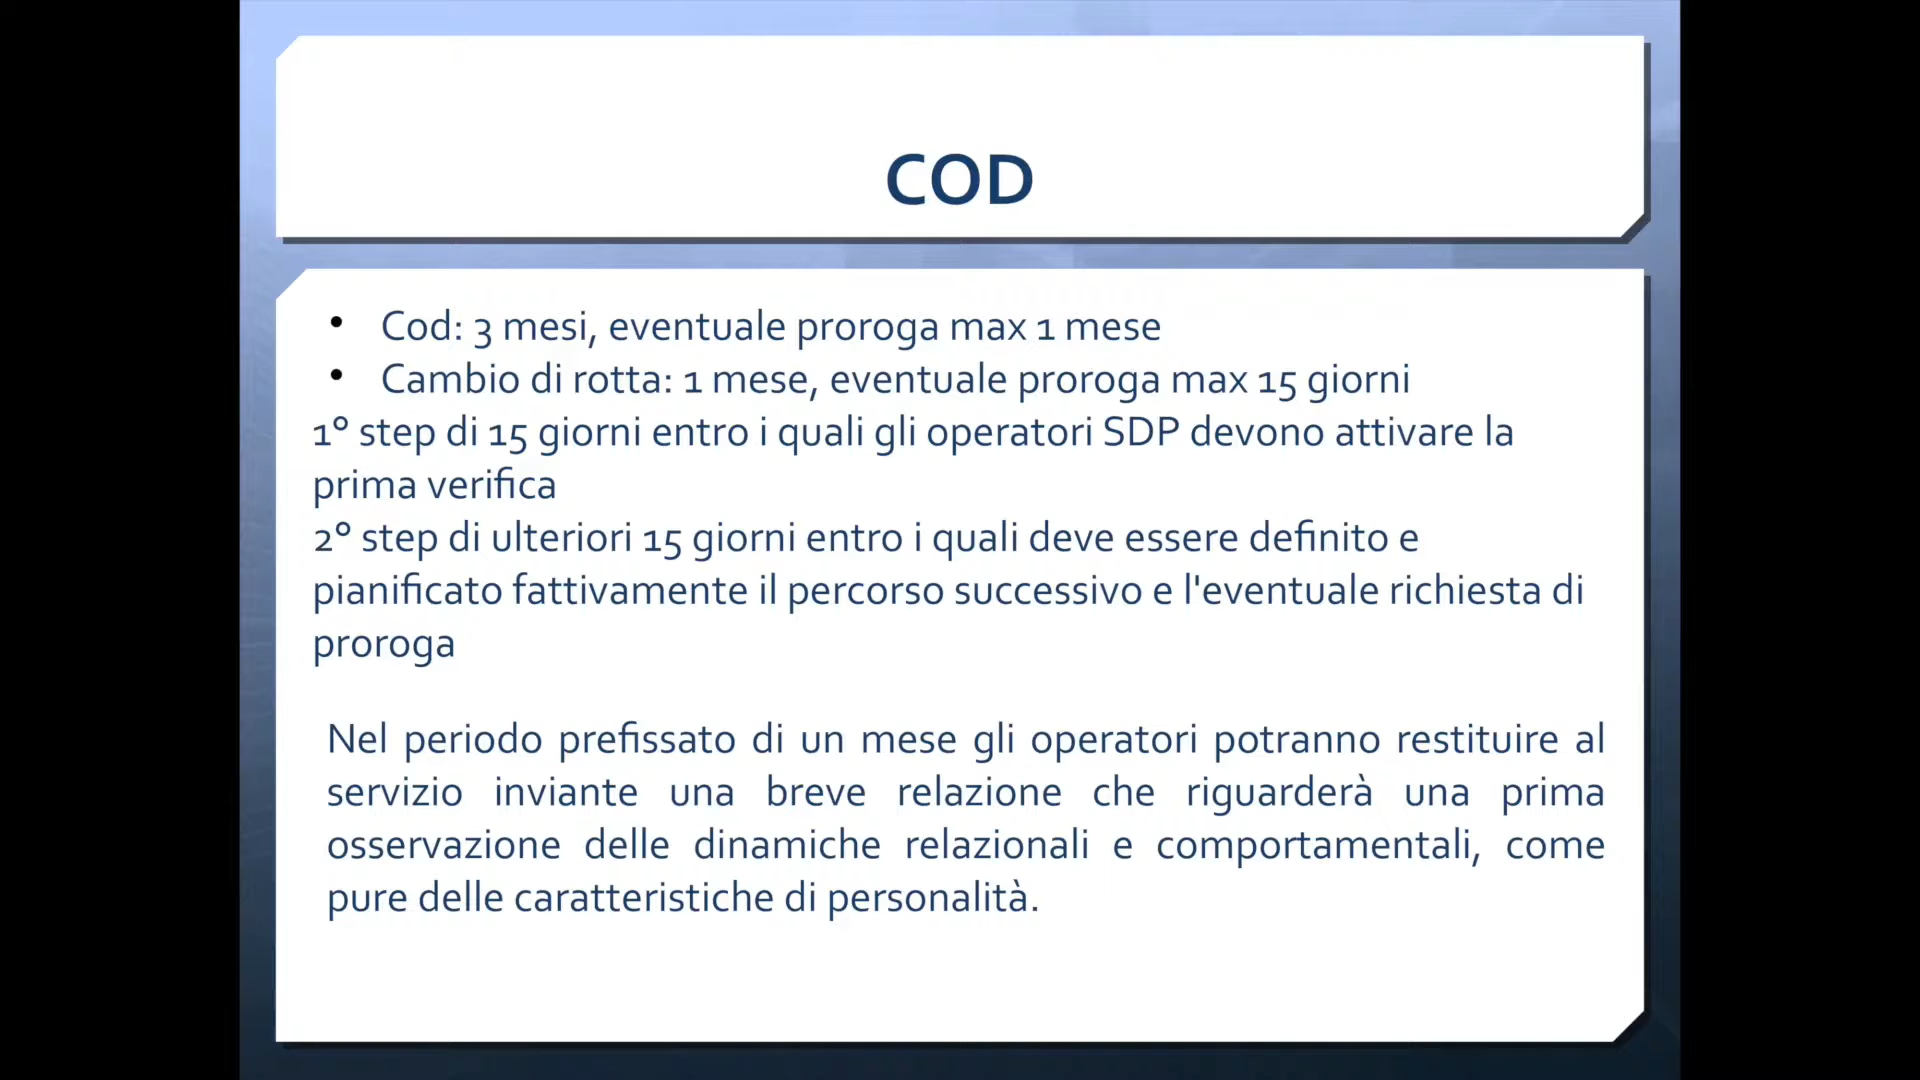 COD
• Cod: 3 mesi, eventuale proroga max 1 mese
• Cambio di rotta: 1 mese, eventuale proroga max 15 giorni
1° step di 15 giorni entro i quali gli operatori SDP devono attivare la
prima verifica
2° step di ulteriori 15 giorni entro i quali deve essere definito e
pianificato fattivamente il percorso successivo e l'eventuale richiesta di
proroga
Nel periodo prefissato di un mese gli operatori potranno restituire al
servizio inviante una breve relazione che riguarderà una prima
osservazione delle dinamiche relazionali e comportamentali, come
pure delle caratteristiche di personalità.